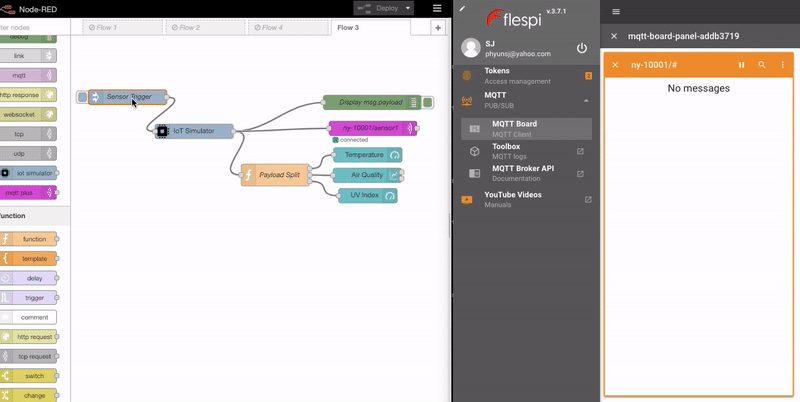 Node-RED
Deploy
ter nodes
Flow 1
Flow 2
Flow 4
Flow 3
debug
link
mqtt
http response
websocket
tcp
udp
iot simulator
mqtt plus
unction
function
template
delay
trigger
comment
http request
tcp request
switch
change
Sensor Trigger
IoT Simulator
Display msg.payload
ny-10001/sensor1
connected
Payload Split
Temperature
Air Quality
UV Index
flespi
v.3.7.1
SJ
phyunsj@yahoo.com
Tokens
Access management
MQTT
PUB/SUB
MQTT Board
MQTT Client
Toolbox
MQTT logs
MQTT Broker API
Documentation
YouTube Videos
Manuals
mqtt-board-panel-addb3719
ny-10001/#
No messages